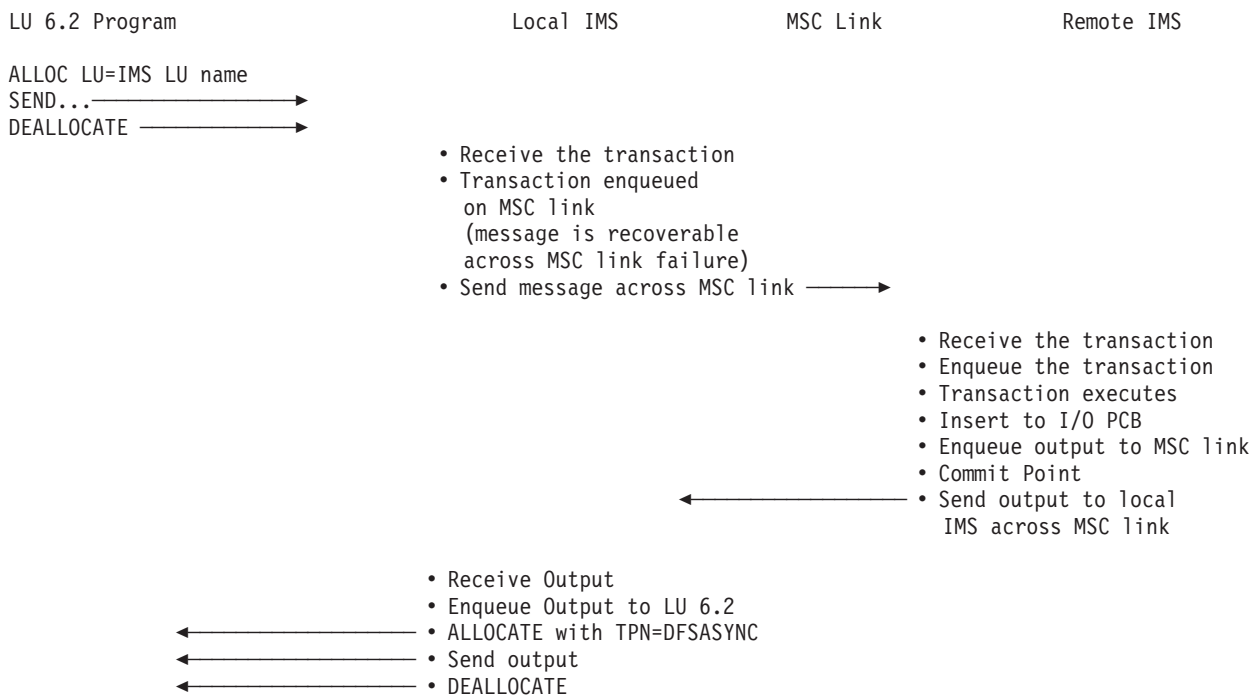 LU 6.2 Program Local IMS MSC Link Remote IMS
ALLOC LU=IMS LU name
SEND...
DEALLOCATE
• Receive the transaction
• Transaction enqueued
on MSC link
(message is recoverable
across MSC link failure)
• Send message across MSC link
• Receive the transaction
• Enqueue the transaction
• Transaction executes
• Insert to I/O PCB
• Enqueue output to MSC link
• Commit Point
• Send output to local
IMS across MSC link
• Receive Output
• Enqueue Output to LU 6.2
• ALLOCATE with TPN=DFSASYNC
• Send output
• DEALLOCATE